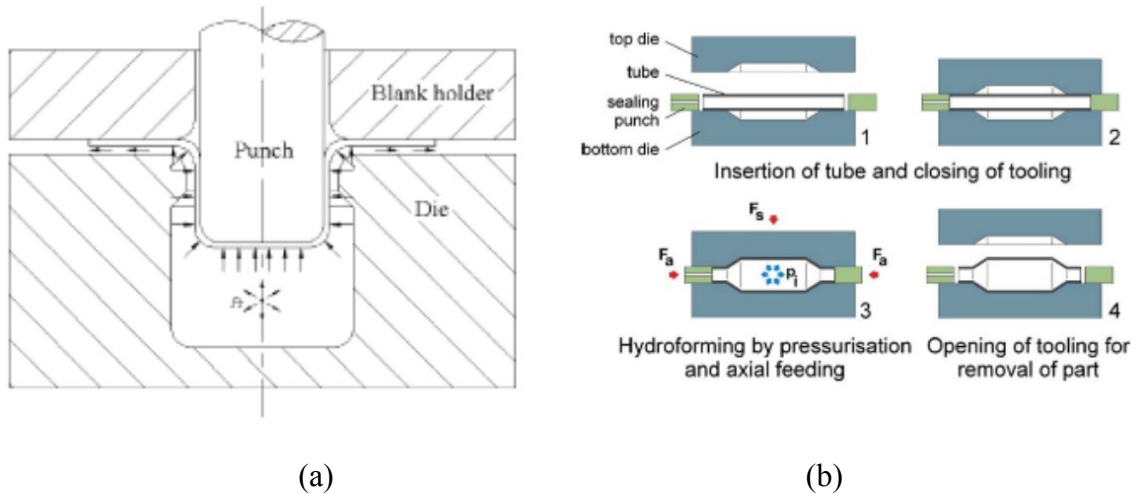 Blank holder
Punch
Die
top die
tube
sealing
punch
bottom die
1
2
Insertion of tube and closing of tooling
Fs
Fa
Pi
Fa
3
4
Hydroforming by pressurisation
and axial feeding
Opening of tooling for
removal of part
(a)
(b)